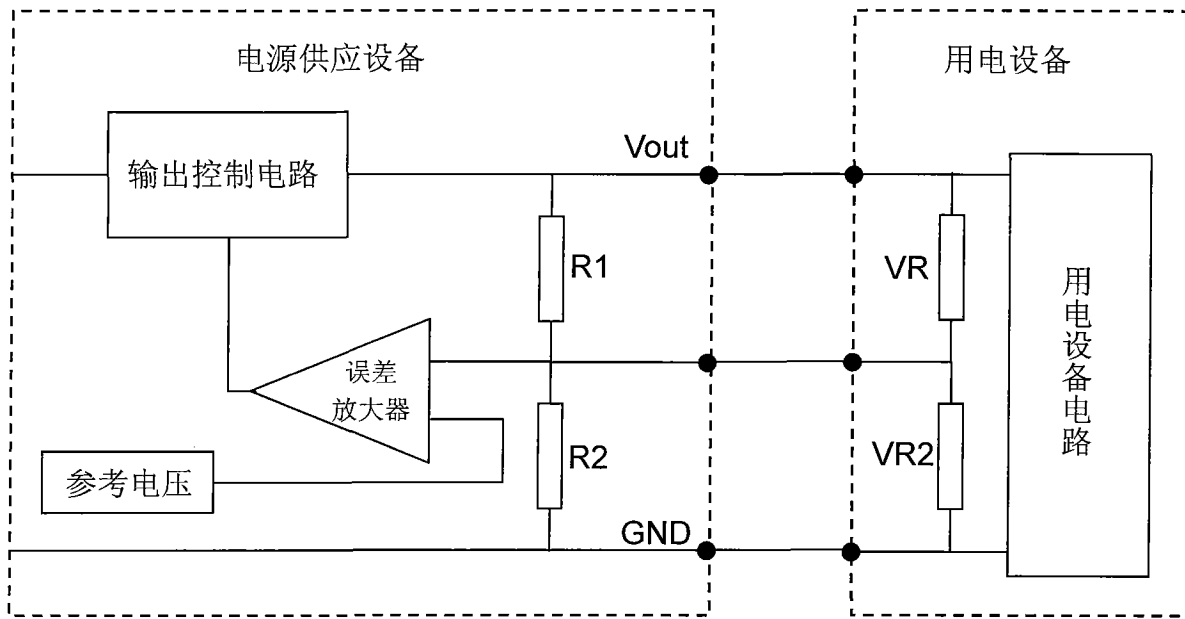 电源供应设备
用电设备
输出控制电路
Vout
R1
VR
误差
放大器
R2
VR2
参考电压
GND
用电设备电路